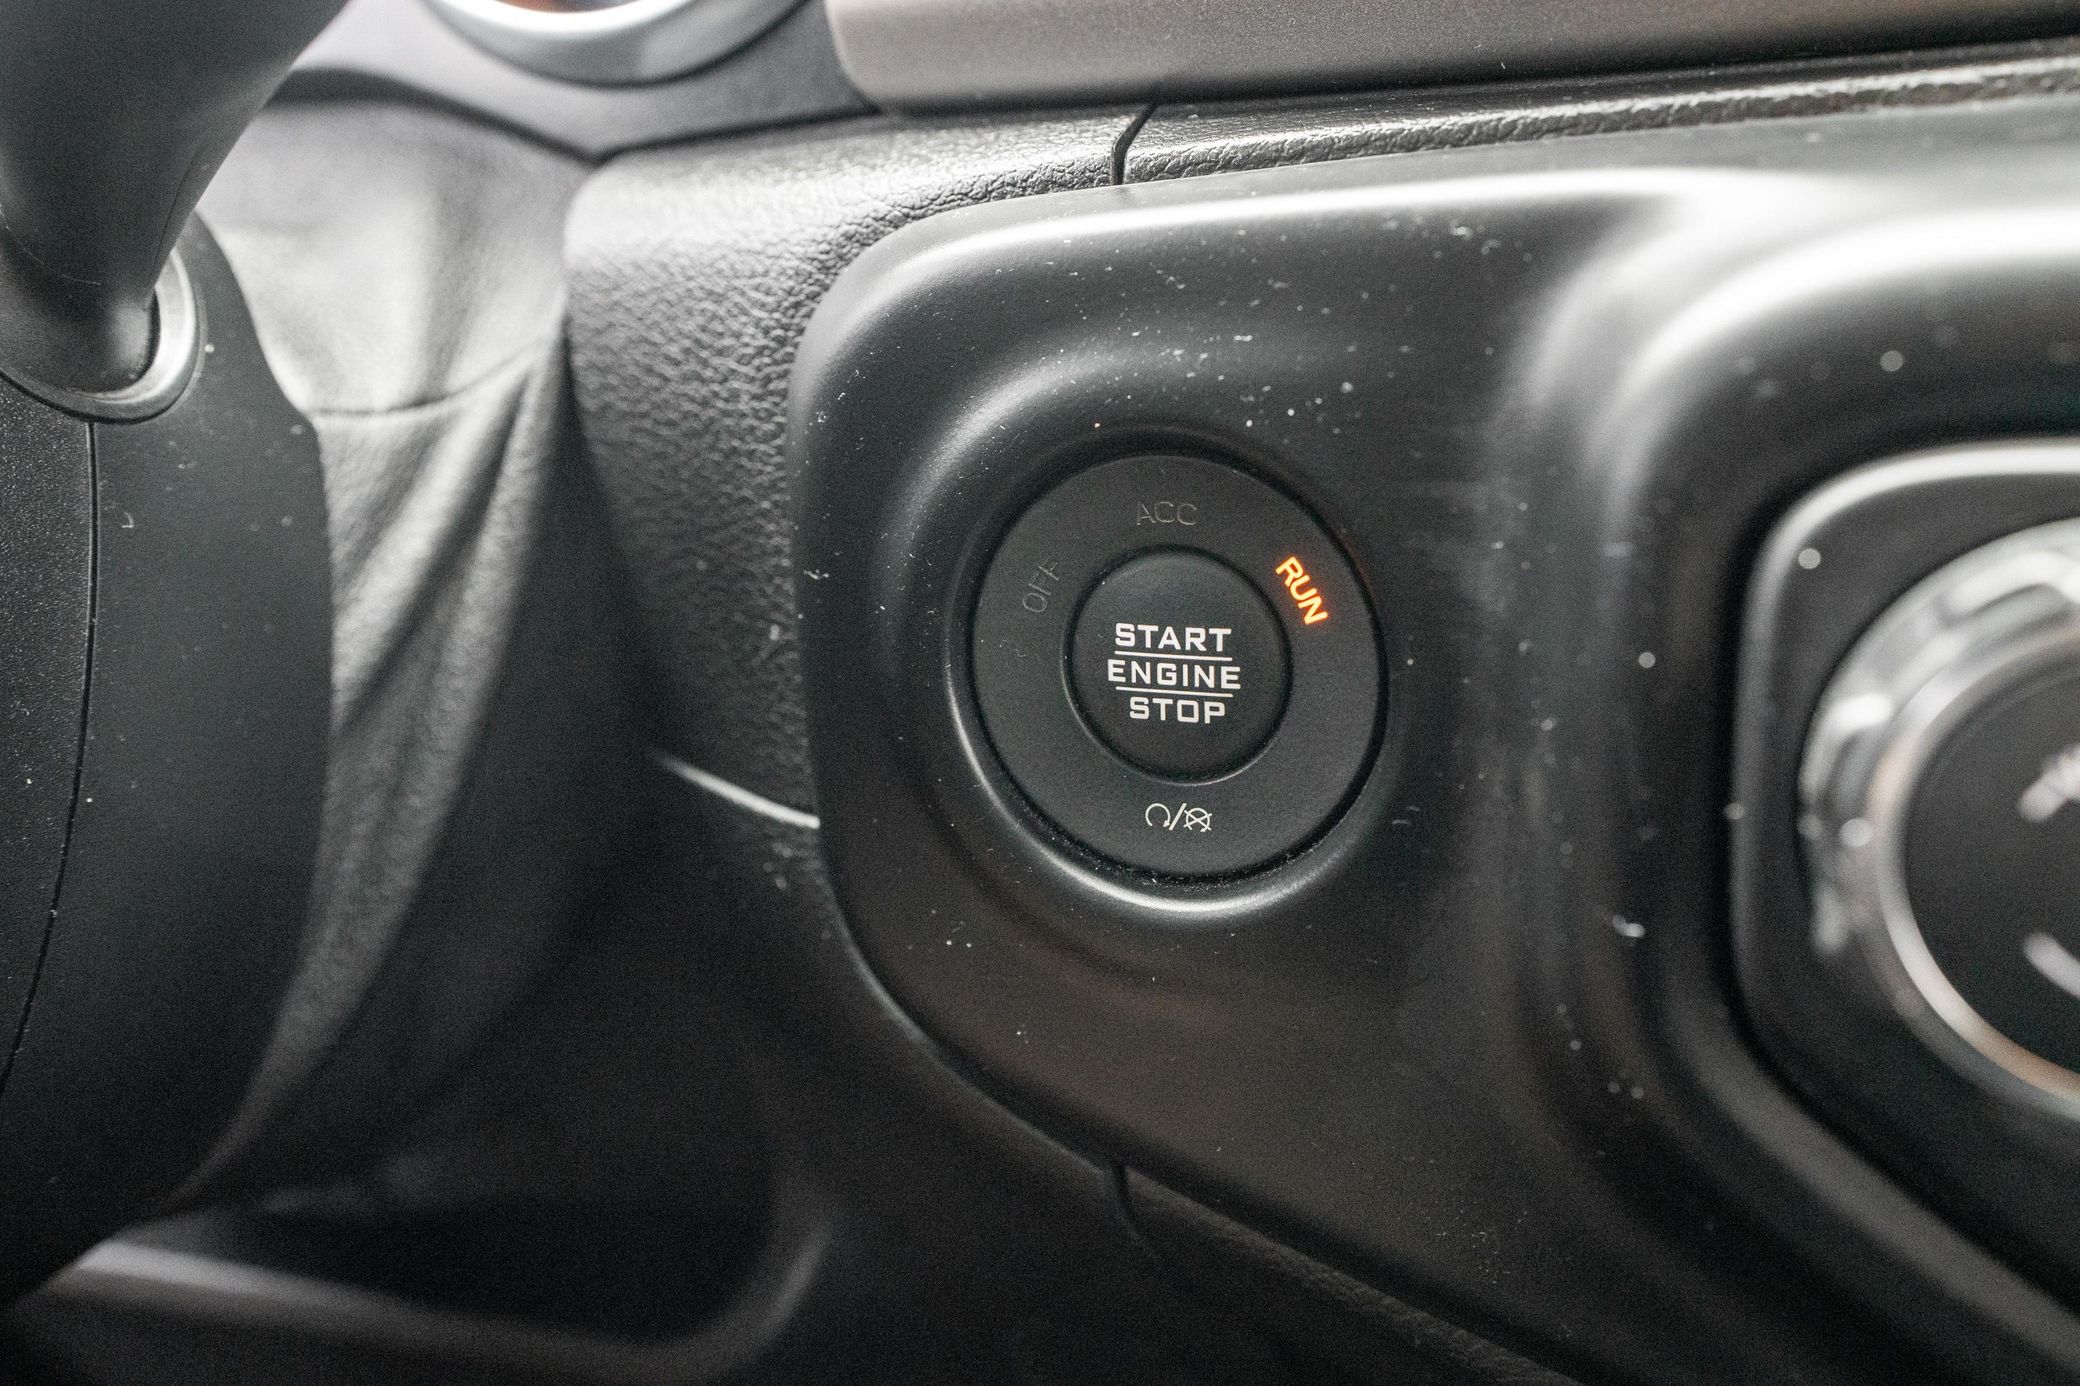 ACC
OFF
RUN
START
ENGINE
STOP